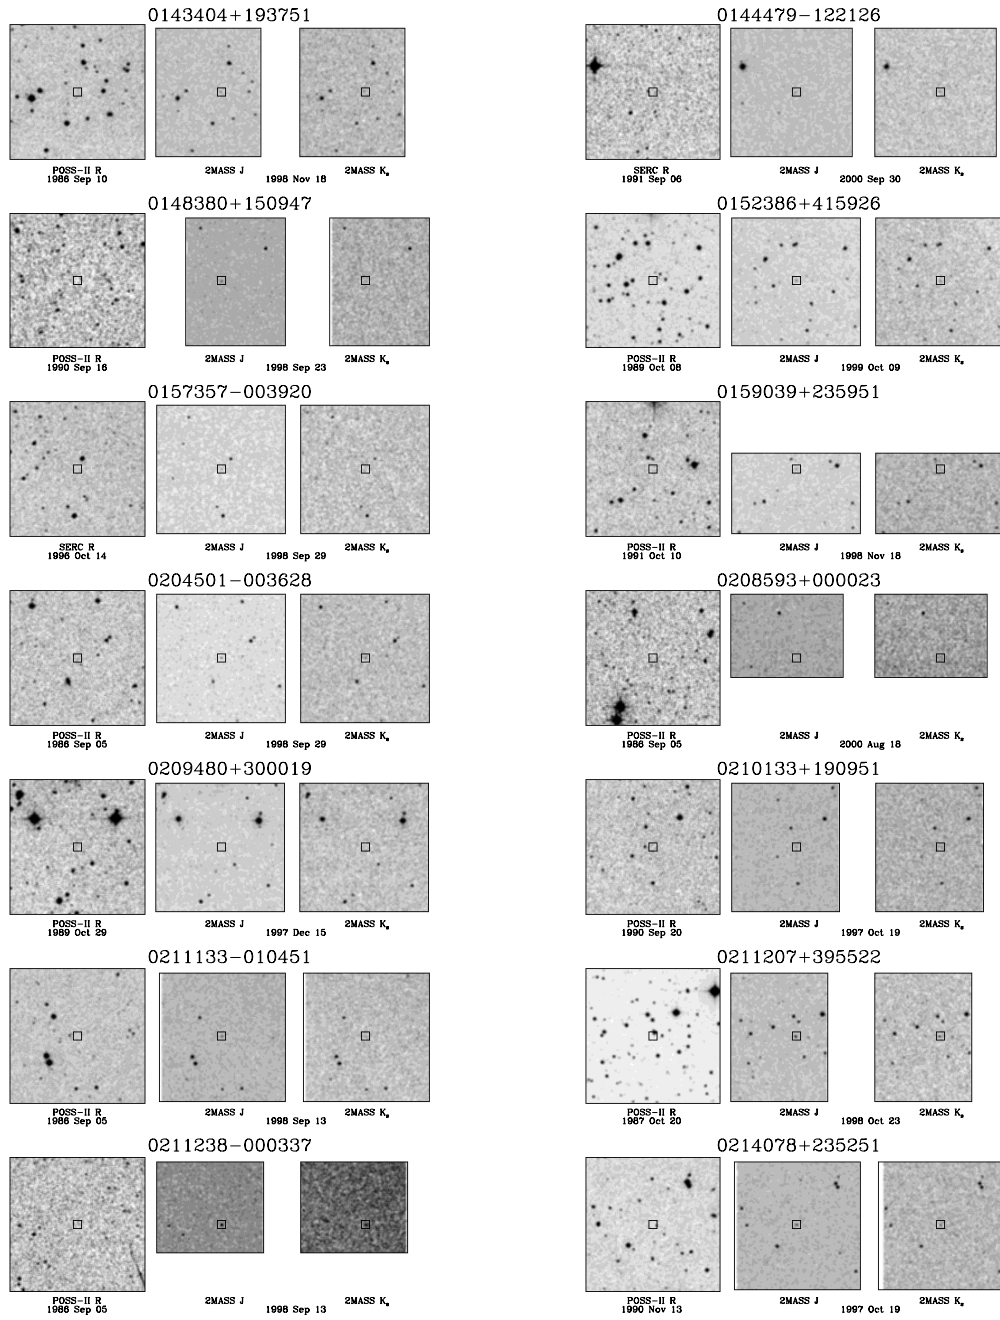 0143404+193751
POSS-II R
1986 Sep 10
2MASS J
1998 Nov 18
2MASS Ks
0144479-122126
SERC R
1991 Sep 06
2MASS J
2000 Sep 30
2MASS Ks
0148380+150947
POSS-II R
1990 Sep 16
2MASS J
1998 Sep 23
2MASS Ks
0152386+415926
POSS-II R
1989 Oct 08
2MASS J
1999 Oct 09
2MASS Ks
0157357-003920
SERC R
1996 Oct 14
2MASS J
1998 Sep 29
2MASS Ks
0159039+235951
POSS-II R
1991 Oct 10
2MASS J
1998 Nov 18
2MASS Ks
0204501-003628
POSS-II R
1986 Sep 05
2MASS J
1998 Sep 29
2MASS Ks
0208593+000023
POSS-II R
1986 Sep 05
2MASS J
2000 Aug 18
2MASS Ks
0209480+300019
POSS-II R
1989 Oct 29
2MASS J
1997 Dec 15
2MASS Ks
0210133+190951
POSS-II R
1990 Sep 20
2MASS J
1997 Oct 19
2MASS Ks
0211133-010451
POSS-II R
1986 Sep 05
2MASS J
1998 Sep 13
2MASS Ks
0211207+395522
POSS-II R
1987 Oct 20
2MASS J
1998 Oct 23
2MASS Ks
0211238-000337
POSS-II R
1986 Sep 05
2MASS J
1998 Sep 13
2MASS Ks
0214078+235251
POSS-II R
1990 Nov 13
2MASS J
1997 Oct 19
2MASS Ks